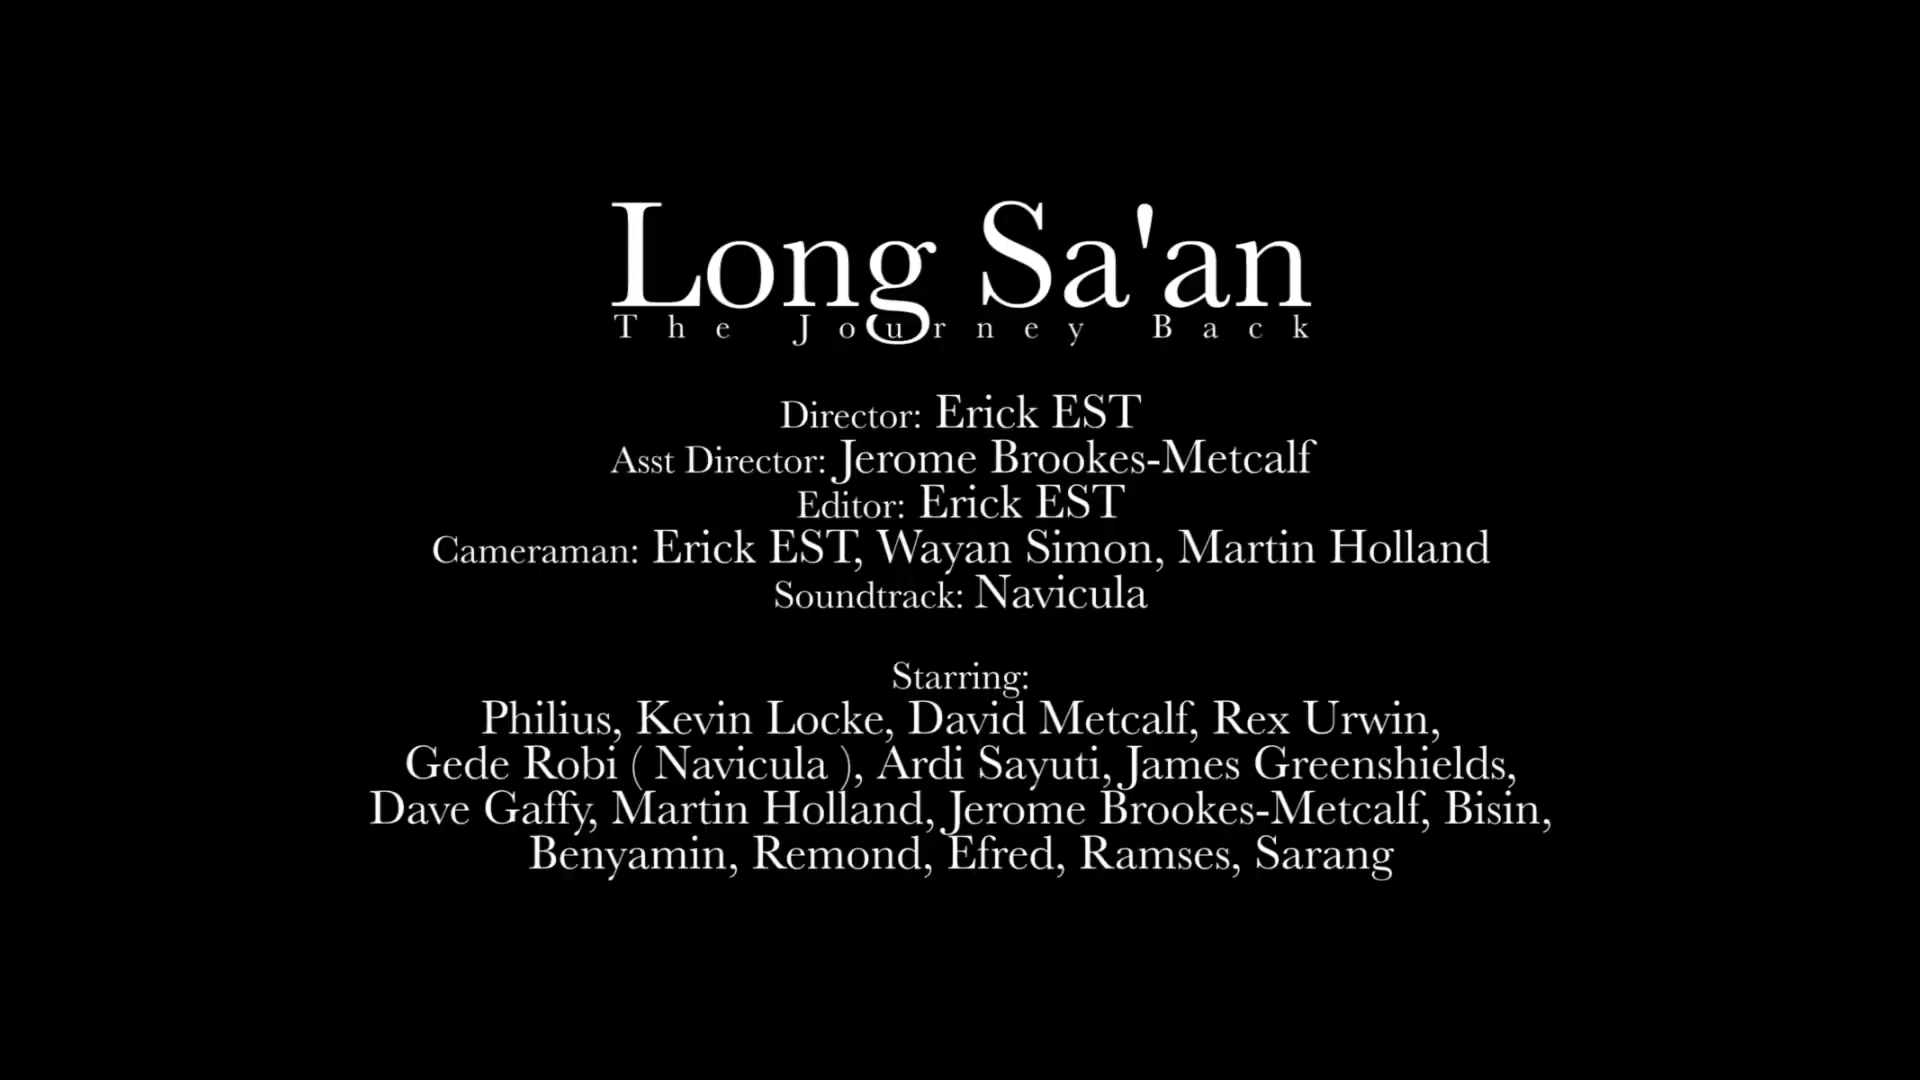 Long Sa'an
The Journey Back
Director: Erick EST
Asst Director: Jerome Brookes-Metcalf
Editor: Erick EST
Cameraman: Erick EST, Wayan Simon, Martin Holland
Soundtrack: Navicula
Starring:
Philius, Kevin Locke, David Metcalf, Rex Urwin,
Gede Robi ( Navicula ), Ardi Sayuti, James Greenshields,
Dave Gaffy, Martin Holland, Jerome Brookes-Metcalf, Bisin,
Benyamin, Remond, Efred, Ramses, Sarang